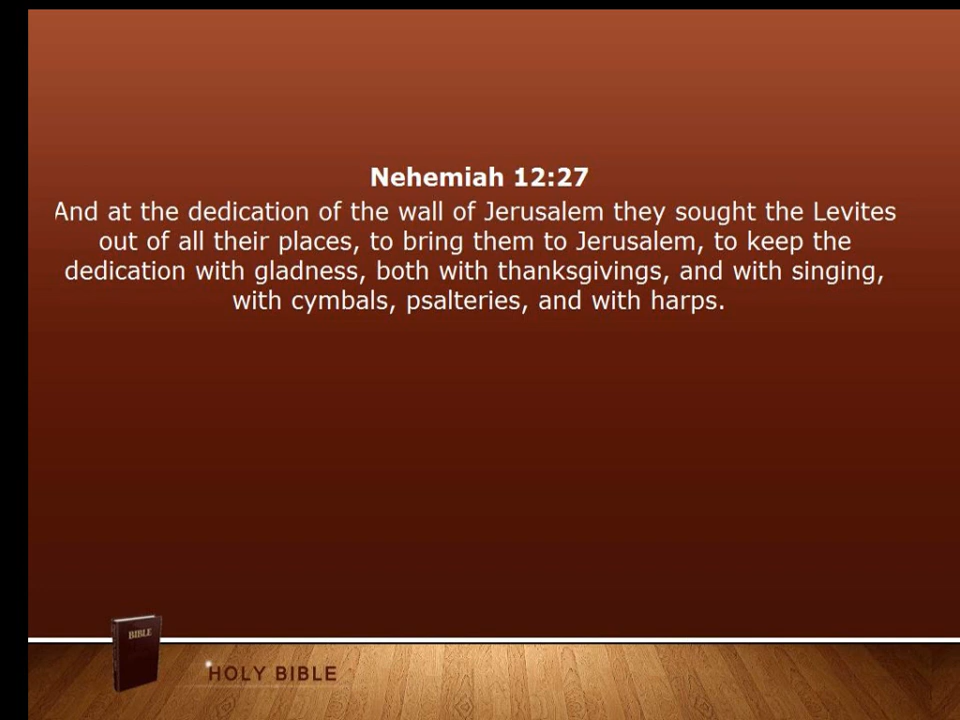 Nehemiah 12:27
And at the dedication of the wall of Jerusalem they sought the Levites
out of all their places, to bring them to Jerusalem, to keep the
dedication with gladness, both with thanksgivings, and with singing,
with cymbals, psalteries, and with harps.
BIBLE
HOLY BIBLE